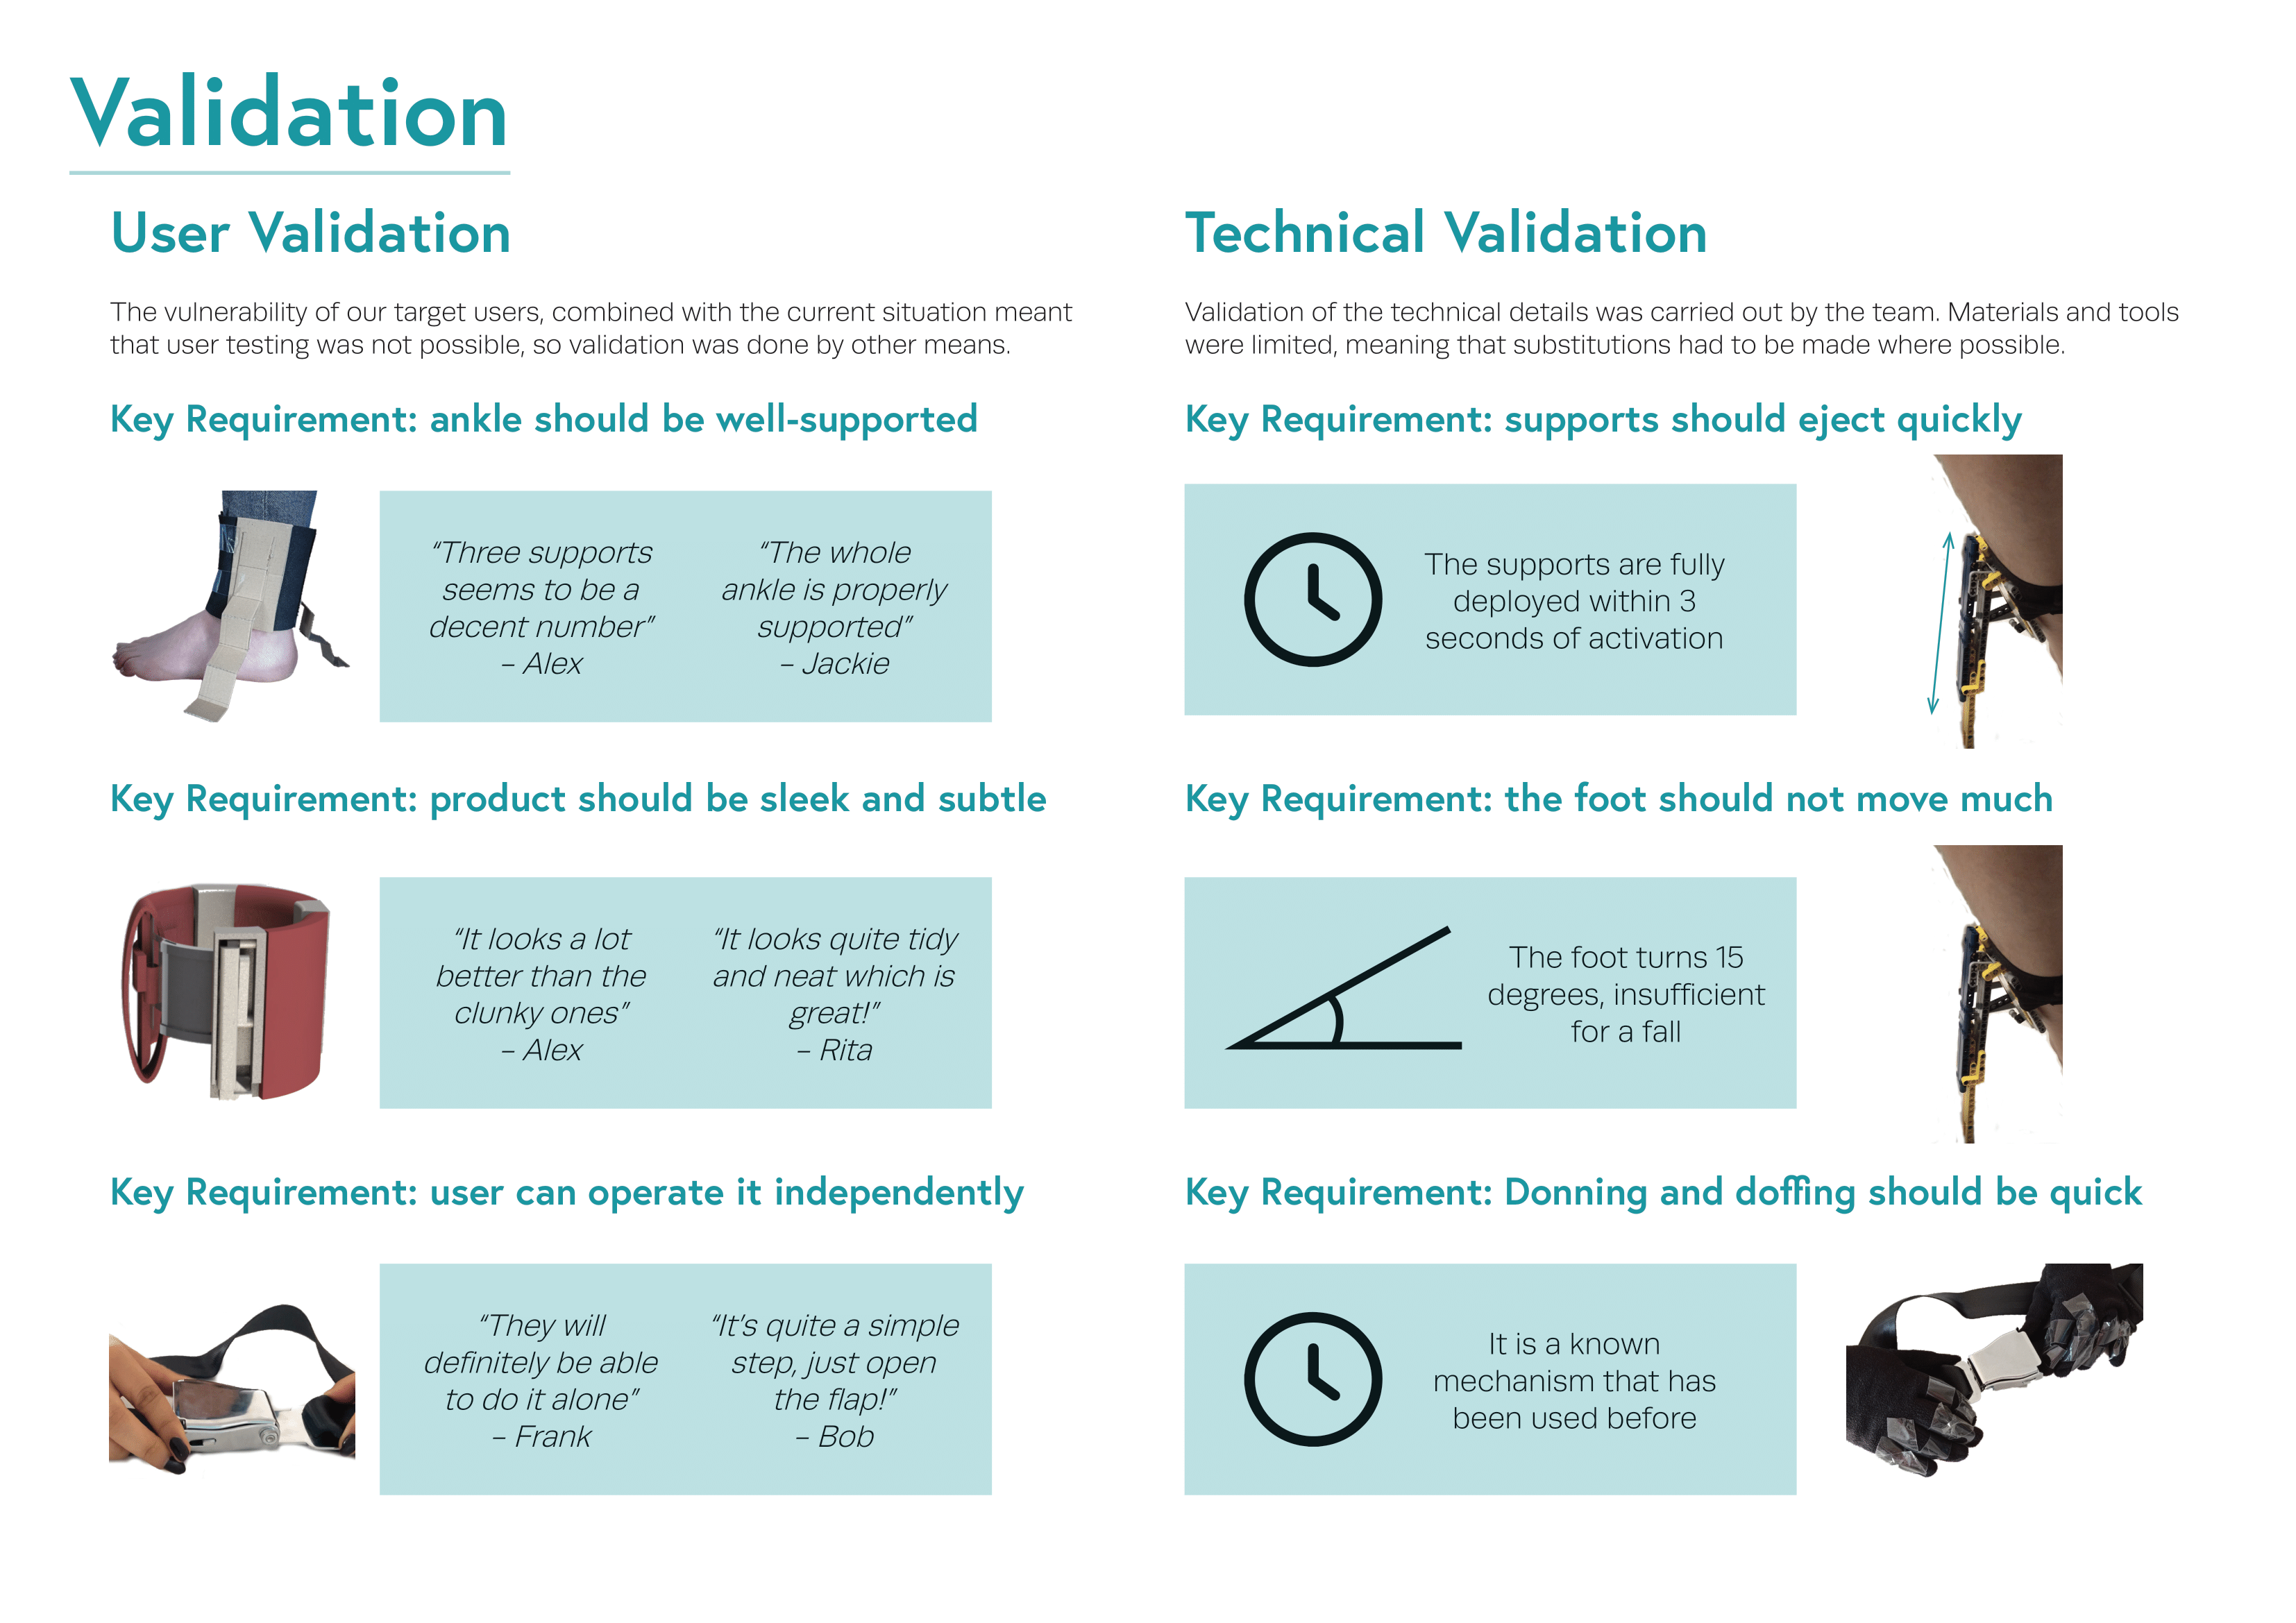 Validation
User Validation
The vulnerability of our target users, combined with the current situation meant
that user testing was not possible, so validation was done by other means.
Key Requirement: ankle should be well-supported
“Three supports
seems to be a
decent number”
– Alex
“The whole
ankle is properly
supported”
– Jackie
Key Requirement: product should be sleek and subtle
“It looks a lot
better than the
clunky ones”
– Alex
“It looks quite tidy
and neat which is
great!”
– Rita
Key Requirement: user can operate it independently
“They will
definitely be able
to do it alone”
– Frank
“It’s quite a simple
step, just open
the flap!”
– Bob
Technical Validation
Validation of the technical details was carried out by the team. Materials and tools
were limited, meaning that substitutions had to be made where possible.
Key Requirement: supports should eject quickly
The supports are fully
deployed within 3
seconds of activation
Key Requirement: the foot should not move much
The foot turns 15
degrees, insufficient
for a fall
Key Requirement: Donning and doffing should be quick
It is a known
mechanism that has
been used before